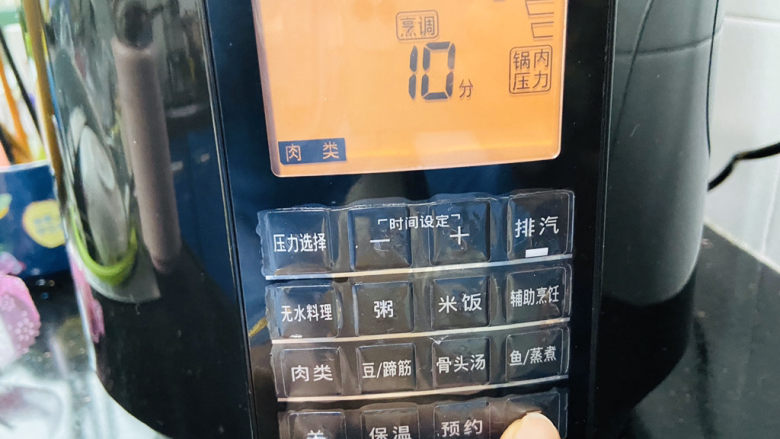 烹调
10分
锅内
压力
肉类
压力选择 － 时间设定 ＋ 排汽
无水料理 粥 米饭 辅助烹饪
肉类 豆/蹄筋 骨头汤 鱼/蒸煮
保温 预约